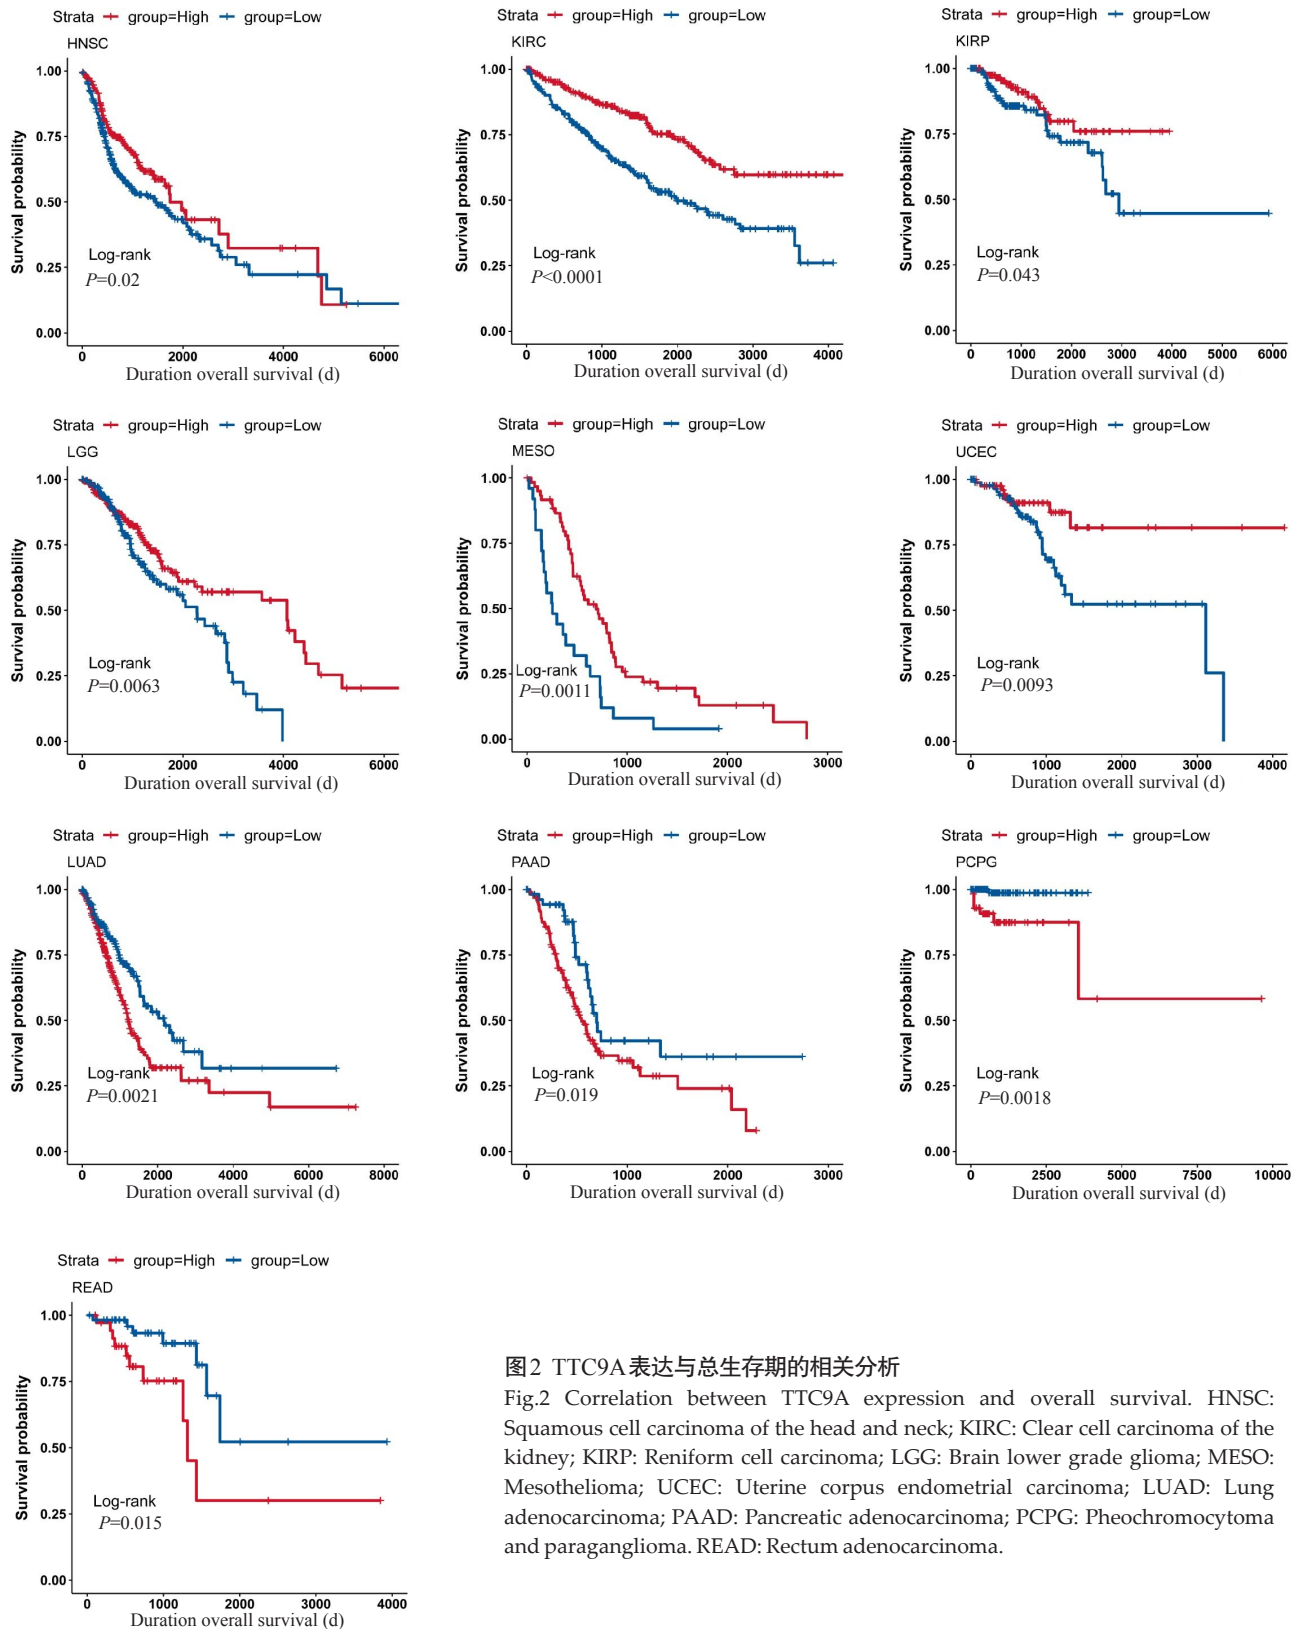 Strata group=High group=Low
HNSC
Survival probability
1.00
0.75
0.50
0.25
0.00
Log-rank
P=0.02
0 2000 4000 6000
Duration overall survival (d)
Strata group=High group=Low
KIRC
Survival probability
1.00
0.75
0.50
0.25
0.00
Log-rank
P<0.0001
0 1000 2000 3000 4000
Duration overall survival (d)
Strata group=High group=Low
KIRP
Survival probability
1.00
0.75
0.50
0.25
0.00
Log-rank
P=0.043
0 1000 2000 3000 4000 5000 6000
Duration overall survival (d)
Strata group=High group=Low
LGG
Survival probability
1.00
0.75
0.50
0.25
0.00
Log-rank
P=0.0063
0 2000 4000 6000
Duration overall survival (d)
Strata group=High group=Low
MESO
Survival probability
1.00
0.75
0.50
0.25
0.00
Log-rank
P=0.0011
0 1000 2000 3000
Duration overall survival (d)
Strata group=High group=Low
UCEC
Survival probability
1.00
0.75
0.50
0.25
0.00
Log-rank
P=0.0093
0 1000 2000 3000 4000
Duration overall survival (d)
Strata group=High group=Low
LUAD
Survival probability
1.00
0.75
0.50
0.25
0.00
Log-rank
P=0.0021
0 2000 4000 6000 8000
Duration overall survival (d)
Strata group=High group=Low
PAAD
Survival probability
1.00
0.75
0.50
0.25
0.00
Log-rank
P=0.019
0 1000 2000 3000
Duration overall survival (d)
Strata group=High group=Low
PCPG
Survival probability
1.00
0.75
0.50
0.25
0.00
Log-rank
P=0.0018
0 2500 5000 7500 10000
Duration overall survival (d)
Strata group=High group=Low
READ
Survival probability
1.00
0.75
0.50
0.25
0.00
Log-rank
P=0.015
0 1000 2000 3000 4000
Duration overall survival (d)
图2 TTC9A表达与总生存期的相关分析
Fig.2 Correlation between TTC9A expression and overall survival. HNSC:
Squamous cell carcinoma of the head and neck; KIRC: Clear cell carcinoma of the
kidney; KIRP: Reniform cell carcinoma; LGG: Brain lower grade glioma; MESO:
Mesothelioma; UCEC: Uterine corpus endometrial carcinoma; LUAD: Lung
adenocarcinoma; PAAD: Pancreatic adenocarcinoma; PCPG: Pheochromocytoma
and paraganglioma. READ: Rectum adenocarcinoma.